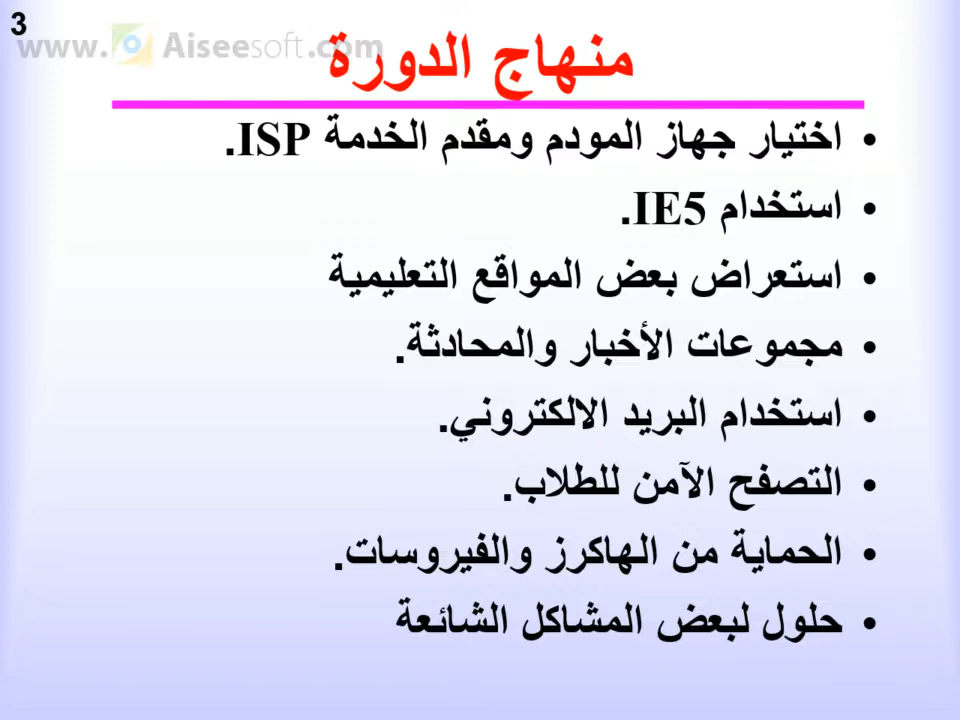 3
www.Aiseesoft.com
منهاج الدورة
• اختيار جهاز المودم ومقدم الخدمة ISP.
• استخدام IE5.
• استعراض بعض المواقع التعليمية
• مجموعات الأخبار والمحادثة.
• استخدام البريد الالكتروني.
• التصفح الآمن للطلاب.
• الحماية من الهاكرز والفيروسات.
• حلول لبعض المشاكل الشائعة